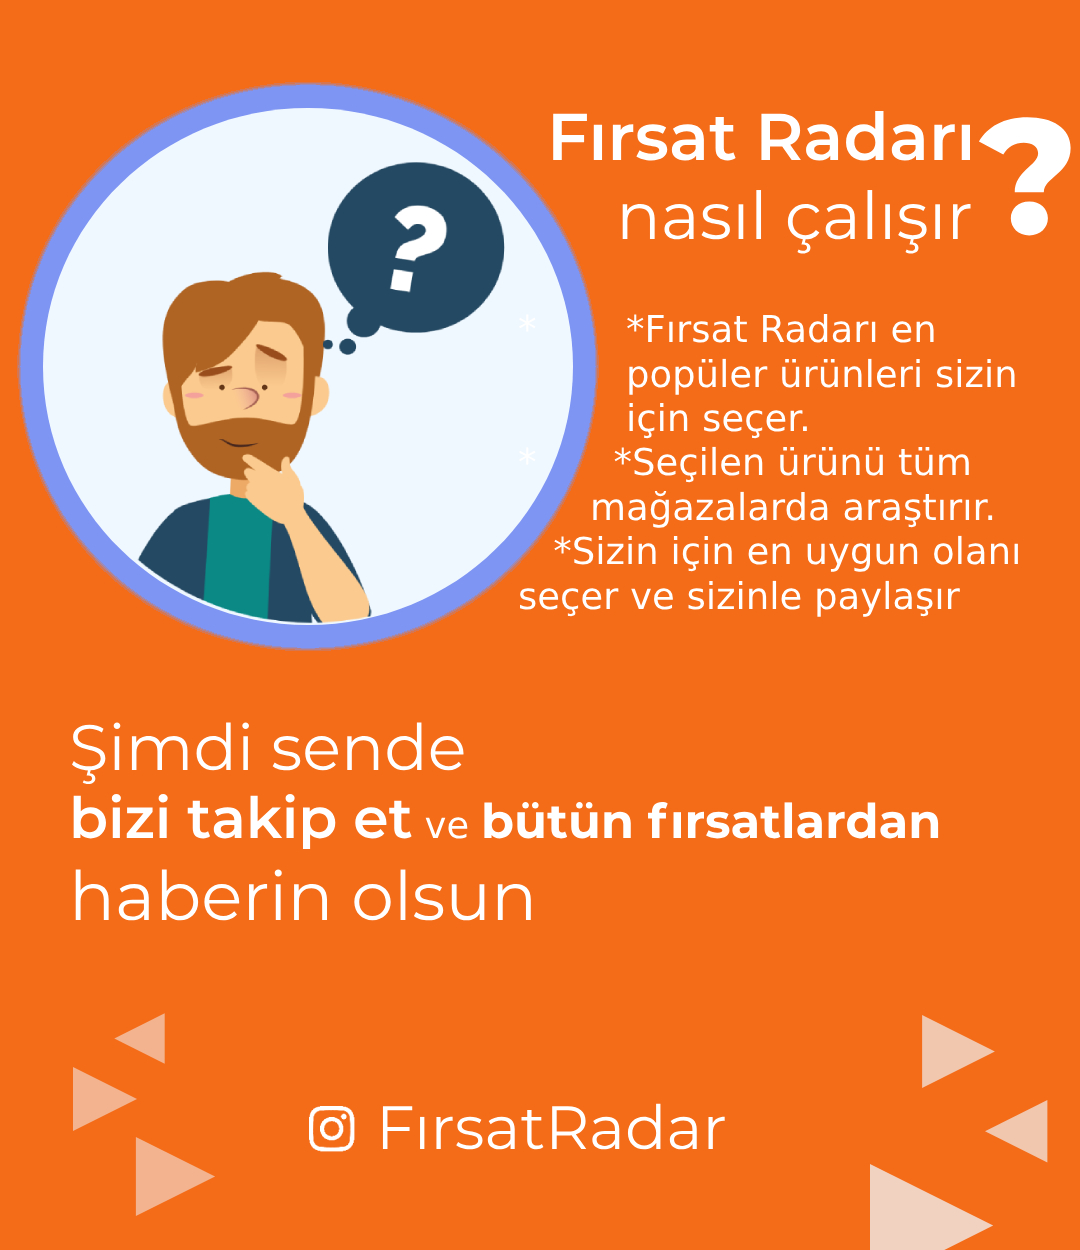 Fırsat Radarı?
nasıl çalışır
?
* *Fırsat Radarı en
popüler ürünleri sizin
için seçer.
* *Seçilen ürünü tüm
mağazalarda araştırır.
*Sizin için en uygun olanı
seçer ve sizinle paylaşır
Şimdi sende
bizi takip et ve bütün fırsatlardan
haberin olsun
FırsatRadar